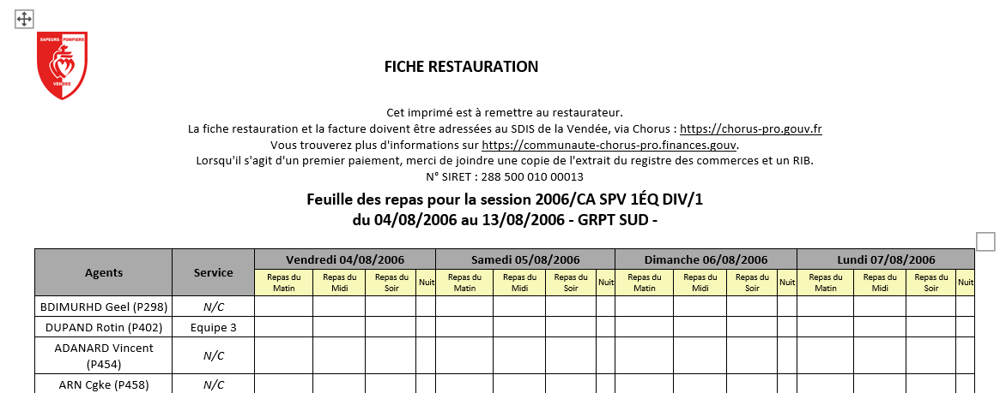 SAPEURS-POMPIERS
VENDÉE
FICHE RESTAURATION
Cet imprimé est à remettre au restaurateur.
La fiche restauration et la facture doivent être adressées au SDIS de la Vendée, via Chorus : https://chorus-pro.gouv.fr
Vous trouverez plus d'informations sur https://communaute-chorus-pro.finances.gouv.
Lorsqu'il s'agit d'un premier paiement, merci de joindre une copie de l'extrait du registre des commerces et un RIB.
N° SIRET : 288 500 010 00013
Feuille des repas pour la session 2006/CA SPV 1ÉQ DIV/1
du 04/08/2006 au 13/08/2006 - GRPT SUD -
Agents Service Vendredi 04/08/2006 Samedi 05/08/2006 Dimanche 06/08/2006 Lundi 07/08/2006
Repas du Matin Repas du Midi Repas du Soir Nuit Repas du Matin Repas du Midi Repas du Soir Nuit Repas du Matin Repas du Midi Repas du Soir Nuit Repas du Matin Repas du Midi Repas du Soir Nuit
BDIMURHD Geel (P298) N/C
DUPAND Rotin (P402) Equipe 3
ADANARD Vincent
(P454) N/C
ARN Cgke (P458) N/C